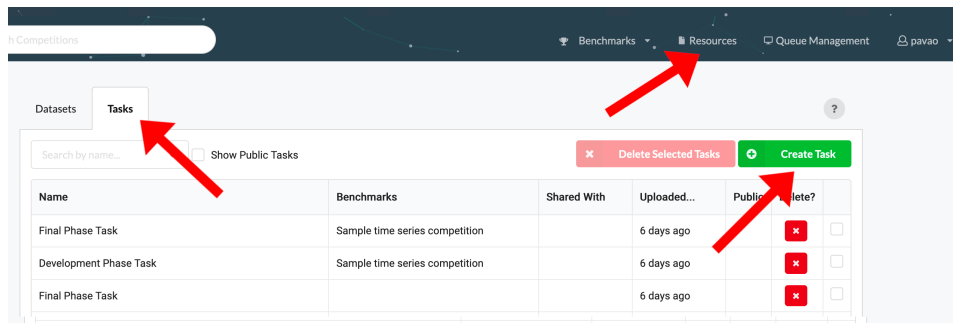 h Competitions
Benchmarks Resources Queue Management pavao
Datasets Tasks ?
Search by name... Show Public Tasks Delete Selected Tasks Create Task
Name Benchmarks Shared With Uploaded... Public Delete?
Final Phase Task Sample time series competition 6 days ago
Development Phase Task Sample time series competition 6 days ago
Final Phase Task 6 days ago